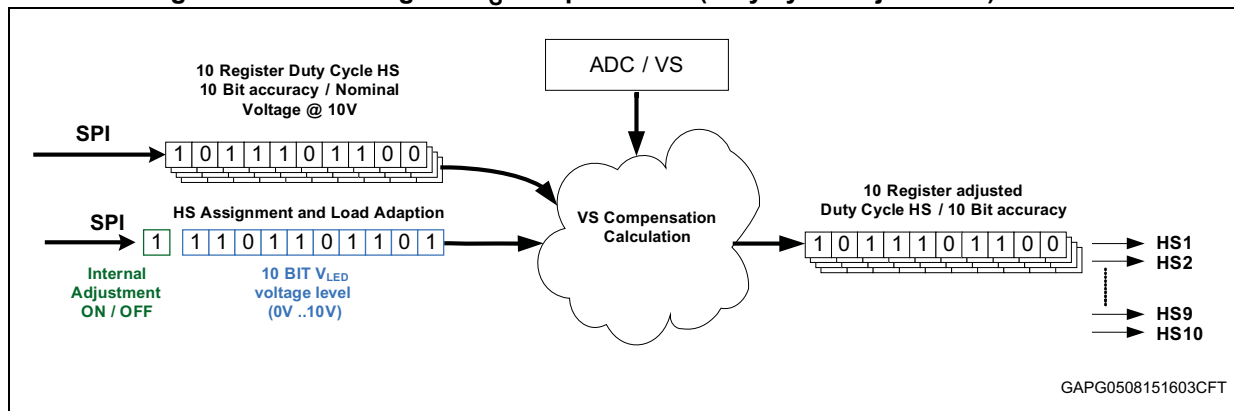 10 Register Duty Cycle HS
10 Bit accuracy / Nominal
Voltage @ 10V
ADC / VS
SPI
1 0 1 1 1 0 1 1 0 0
SPI
HS Assignment and Load Adaption
1 1 1 0 1 1 0 1 1 0 1
Internal
Adjustment
ON / OFF
10 BIT VLED
voltage level
(0V ..10V)
VS Compensation
Calculation
10 Register adjusted
Duty Cycle HS / 10 Bit accuracy
1 0 1 1 1 0 1 1 0 0
HS1
HS2
HS9
HS10
GAPG0508151603CFT